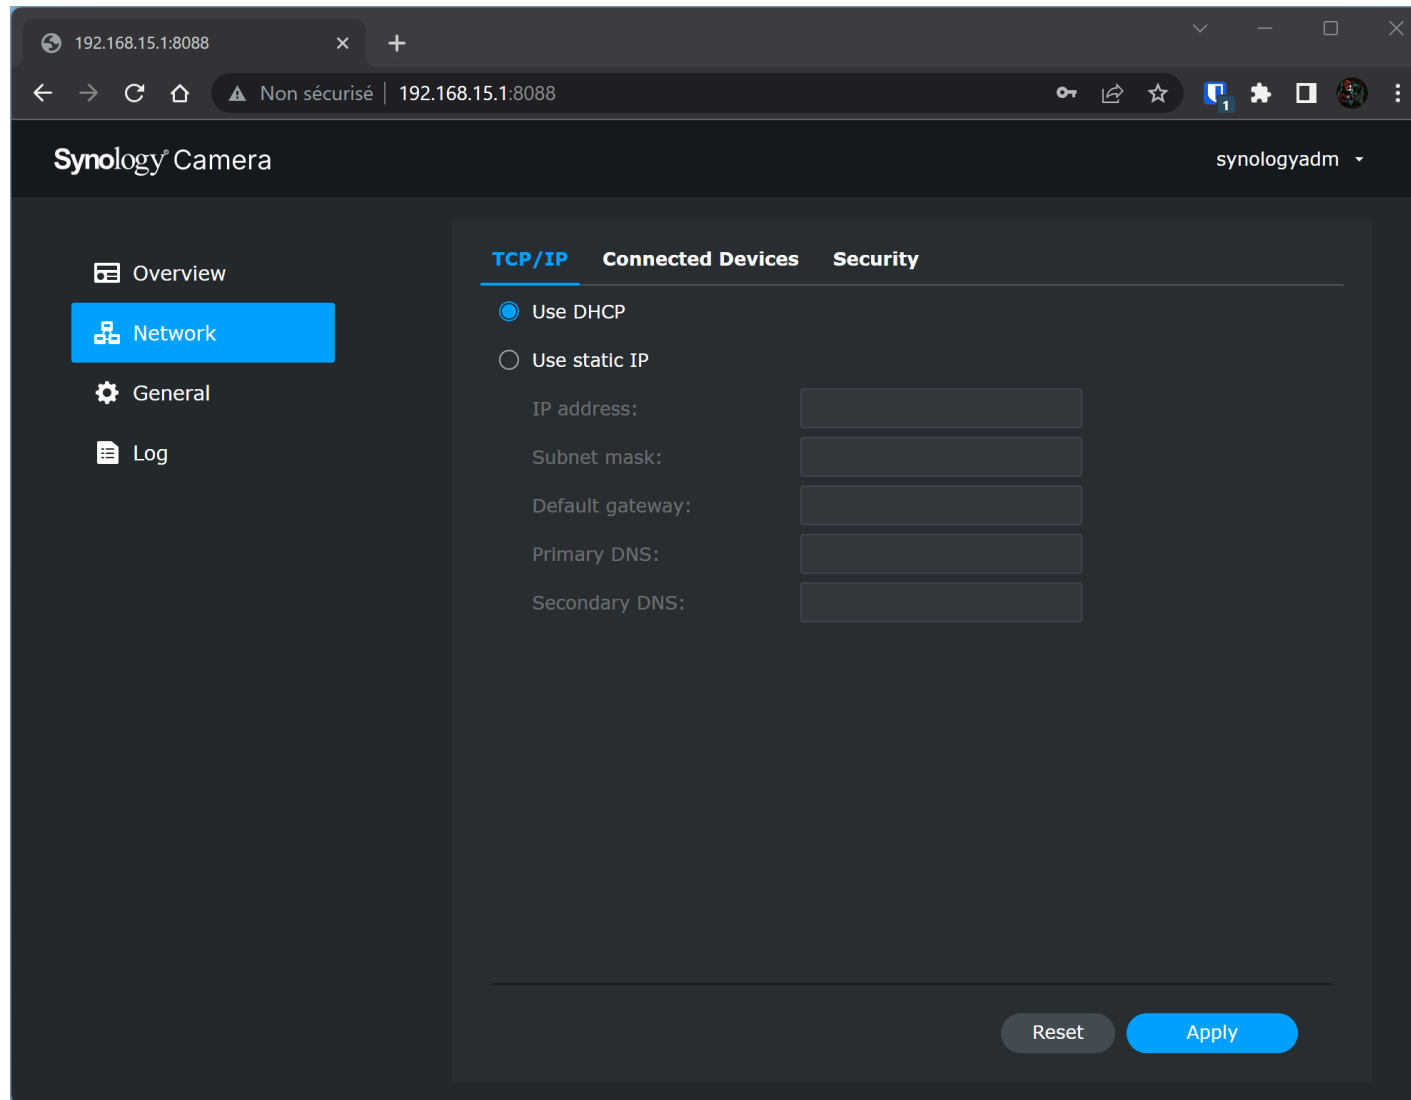 192.168.15.1:8088
Non sécurisé 192.168.15.1:8088
1
Synology® Camera
synologyadm
Overview
Network
General
Log
TCP/IP Connected Devices Security
Use DHCP
Use static IP
IP address:
Subnet mask:
Default gateway:
Primary DNS:
Secondary DNS:
Reset Apply